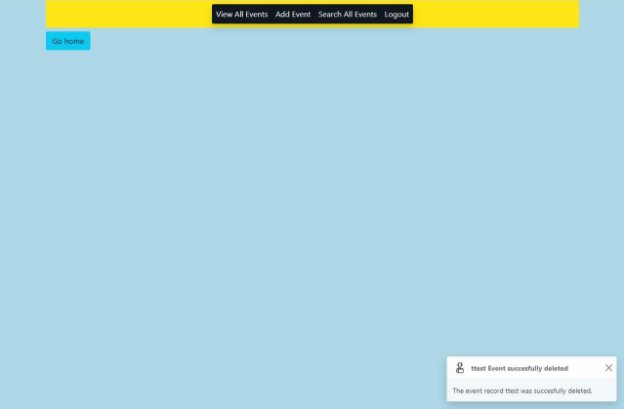 View All Events Add Event Search All Events Logout
Go home
ttest Event succesfully deleted
The event record ttest was succesfully deleted.